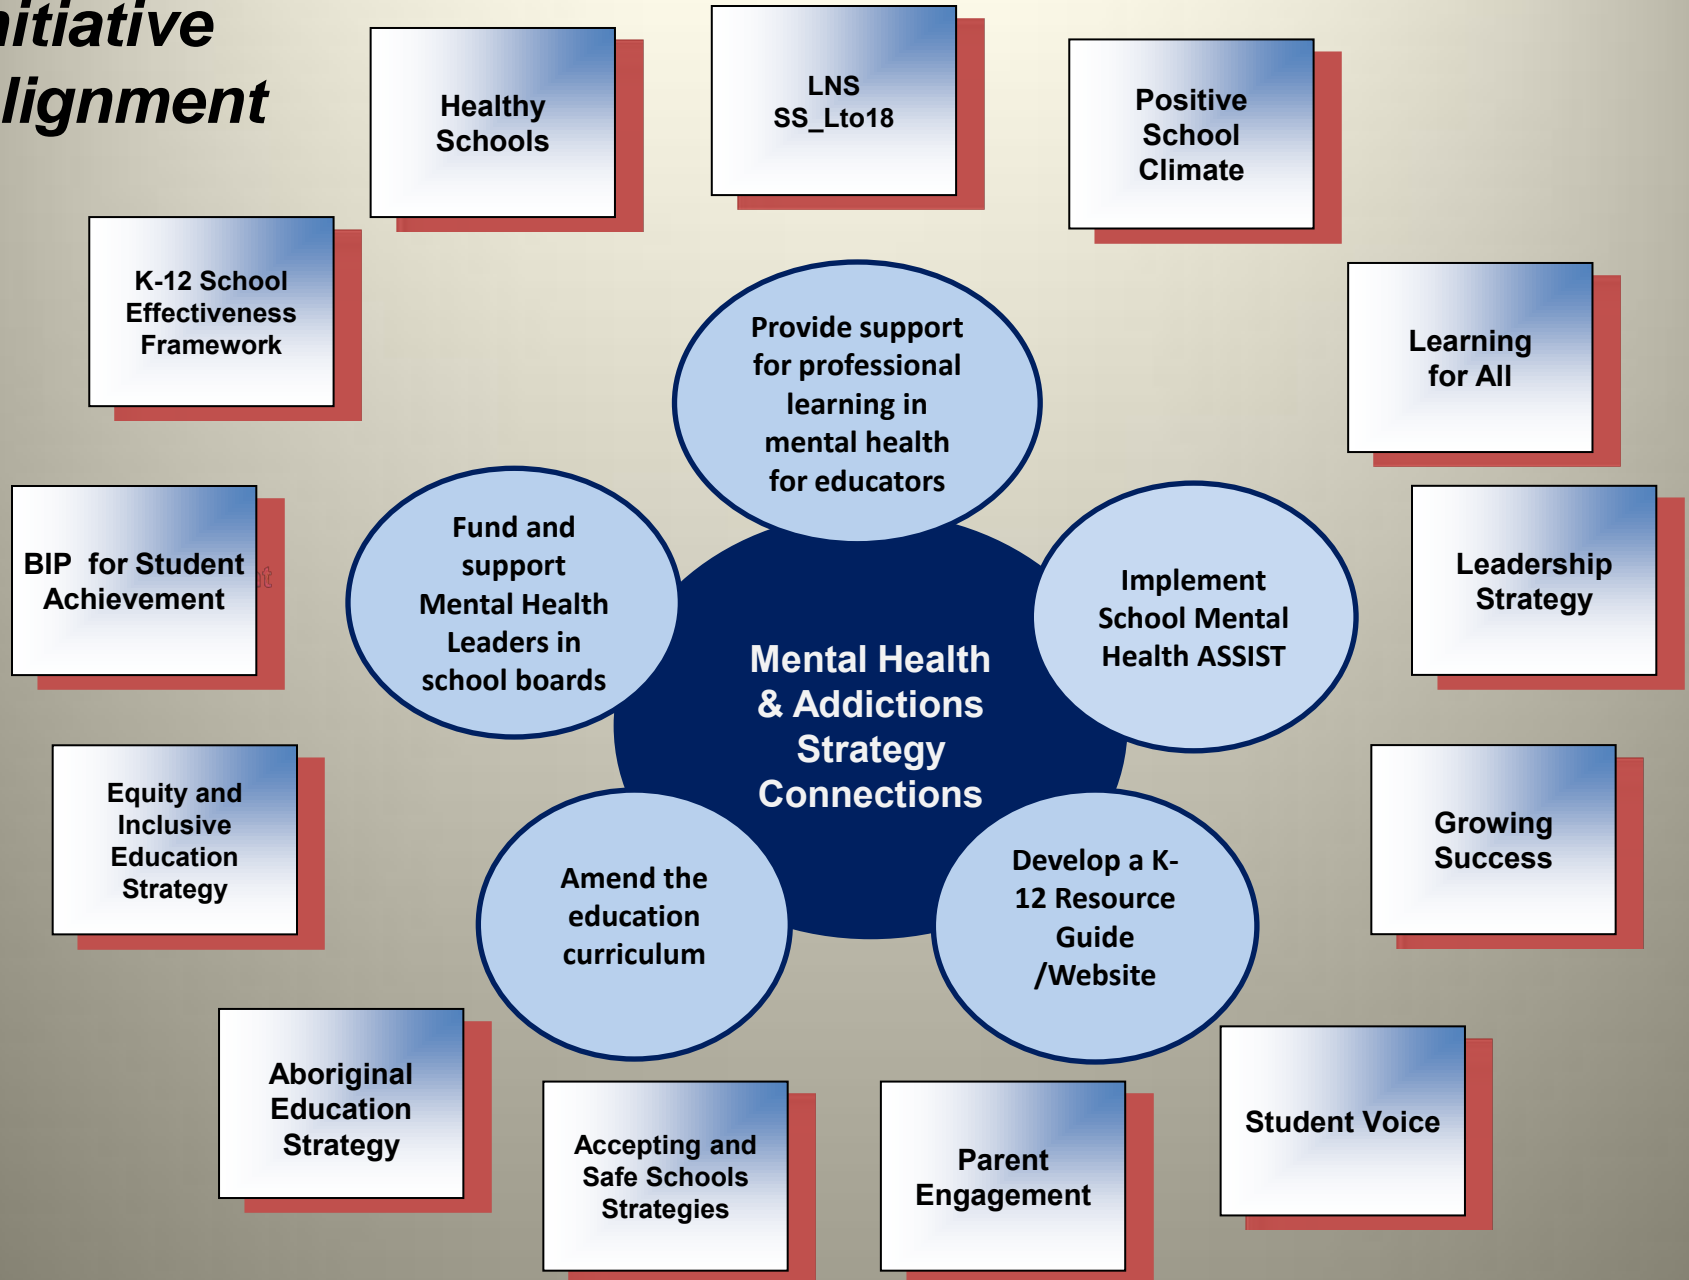 nitiative
lignment
Healthy
Schools
LNS
SS_Lto18
Positive
School
Climate
K-12 School
Effectiveness
Framework
Learning
for All
Provide support
for professional
learning in
mental health
for educators
BIP  for Student
Achievement
Fund and
support
Mental Health
Leaders in
school boards
Implement
School Mental
Health ASSIST
Leadership
Strategy
Mental Health
& Addictions
Strategy
Connections
Equity and
Inclusive
Education
Strategy
Growing
Success
Amend the
education
curriculum
Develop a K-
12 Resource
Guide
/Website
Aboriginal
Education
Strategy
Accepting and
Safe Schools
Strategies
Parent
Engagement
Student Voice